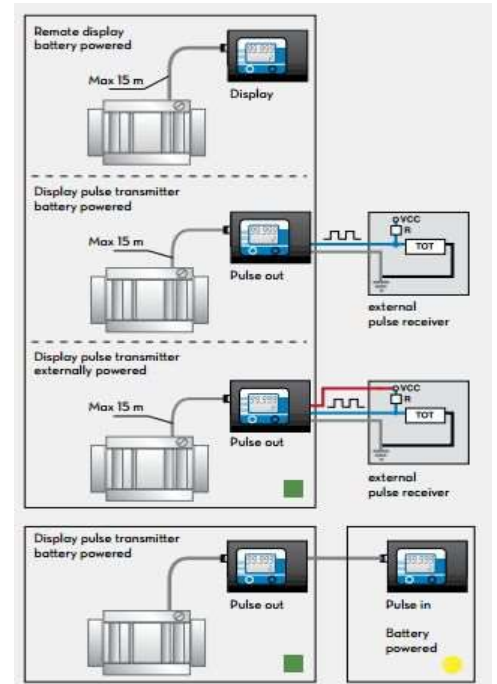 Remote display
battery powered
Max 15 m
Display
Display pulse transmitter
battery powered
Max 15 m
Pulse out
VCC
R
TOT
external
pulse receiver
Display pulse transmitter
externally powered
Max 15 m
Pulse out
VCC
R
TOT
external
pulse receiver
Display pulse transmitter
battery powered
Pulse out
Pulse in
Battery
powered